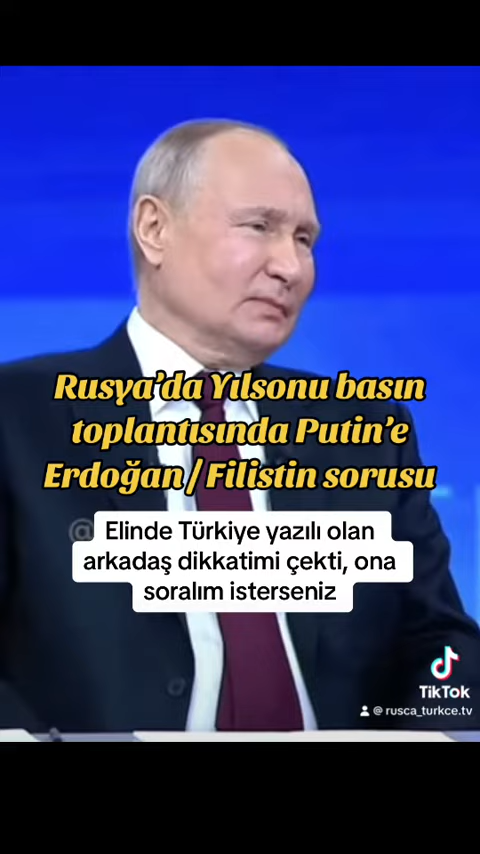 Rusya’da Yılsonu basın
toplantısında Putin’e
Erdoğan / Filistin sorusu
@
Elinde Türkiye yazılı olan
arkadaş dikkatimi çekti, ona
soralım isterseniz
TikTok
@ rusca_turkce.tv